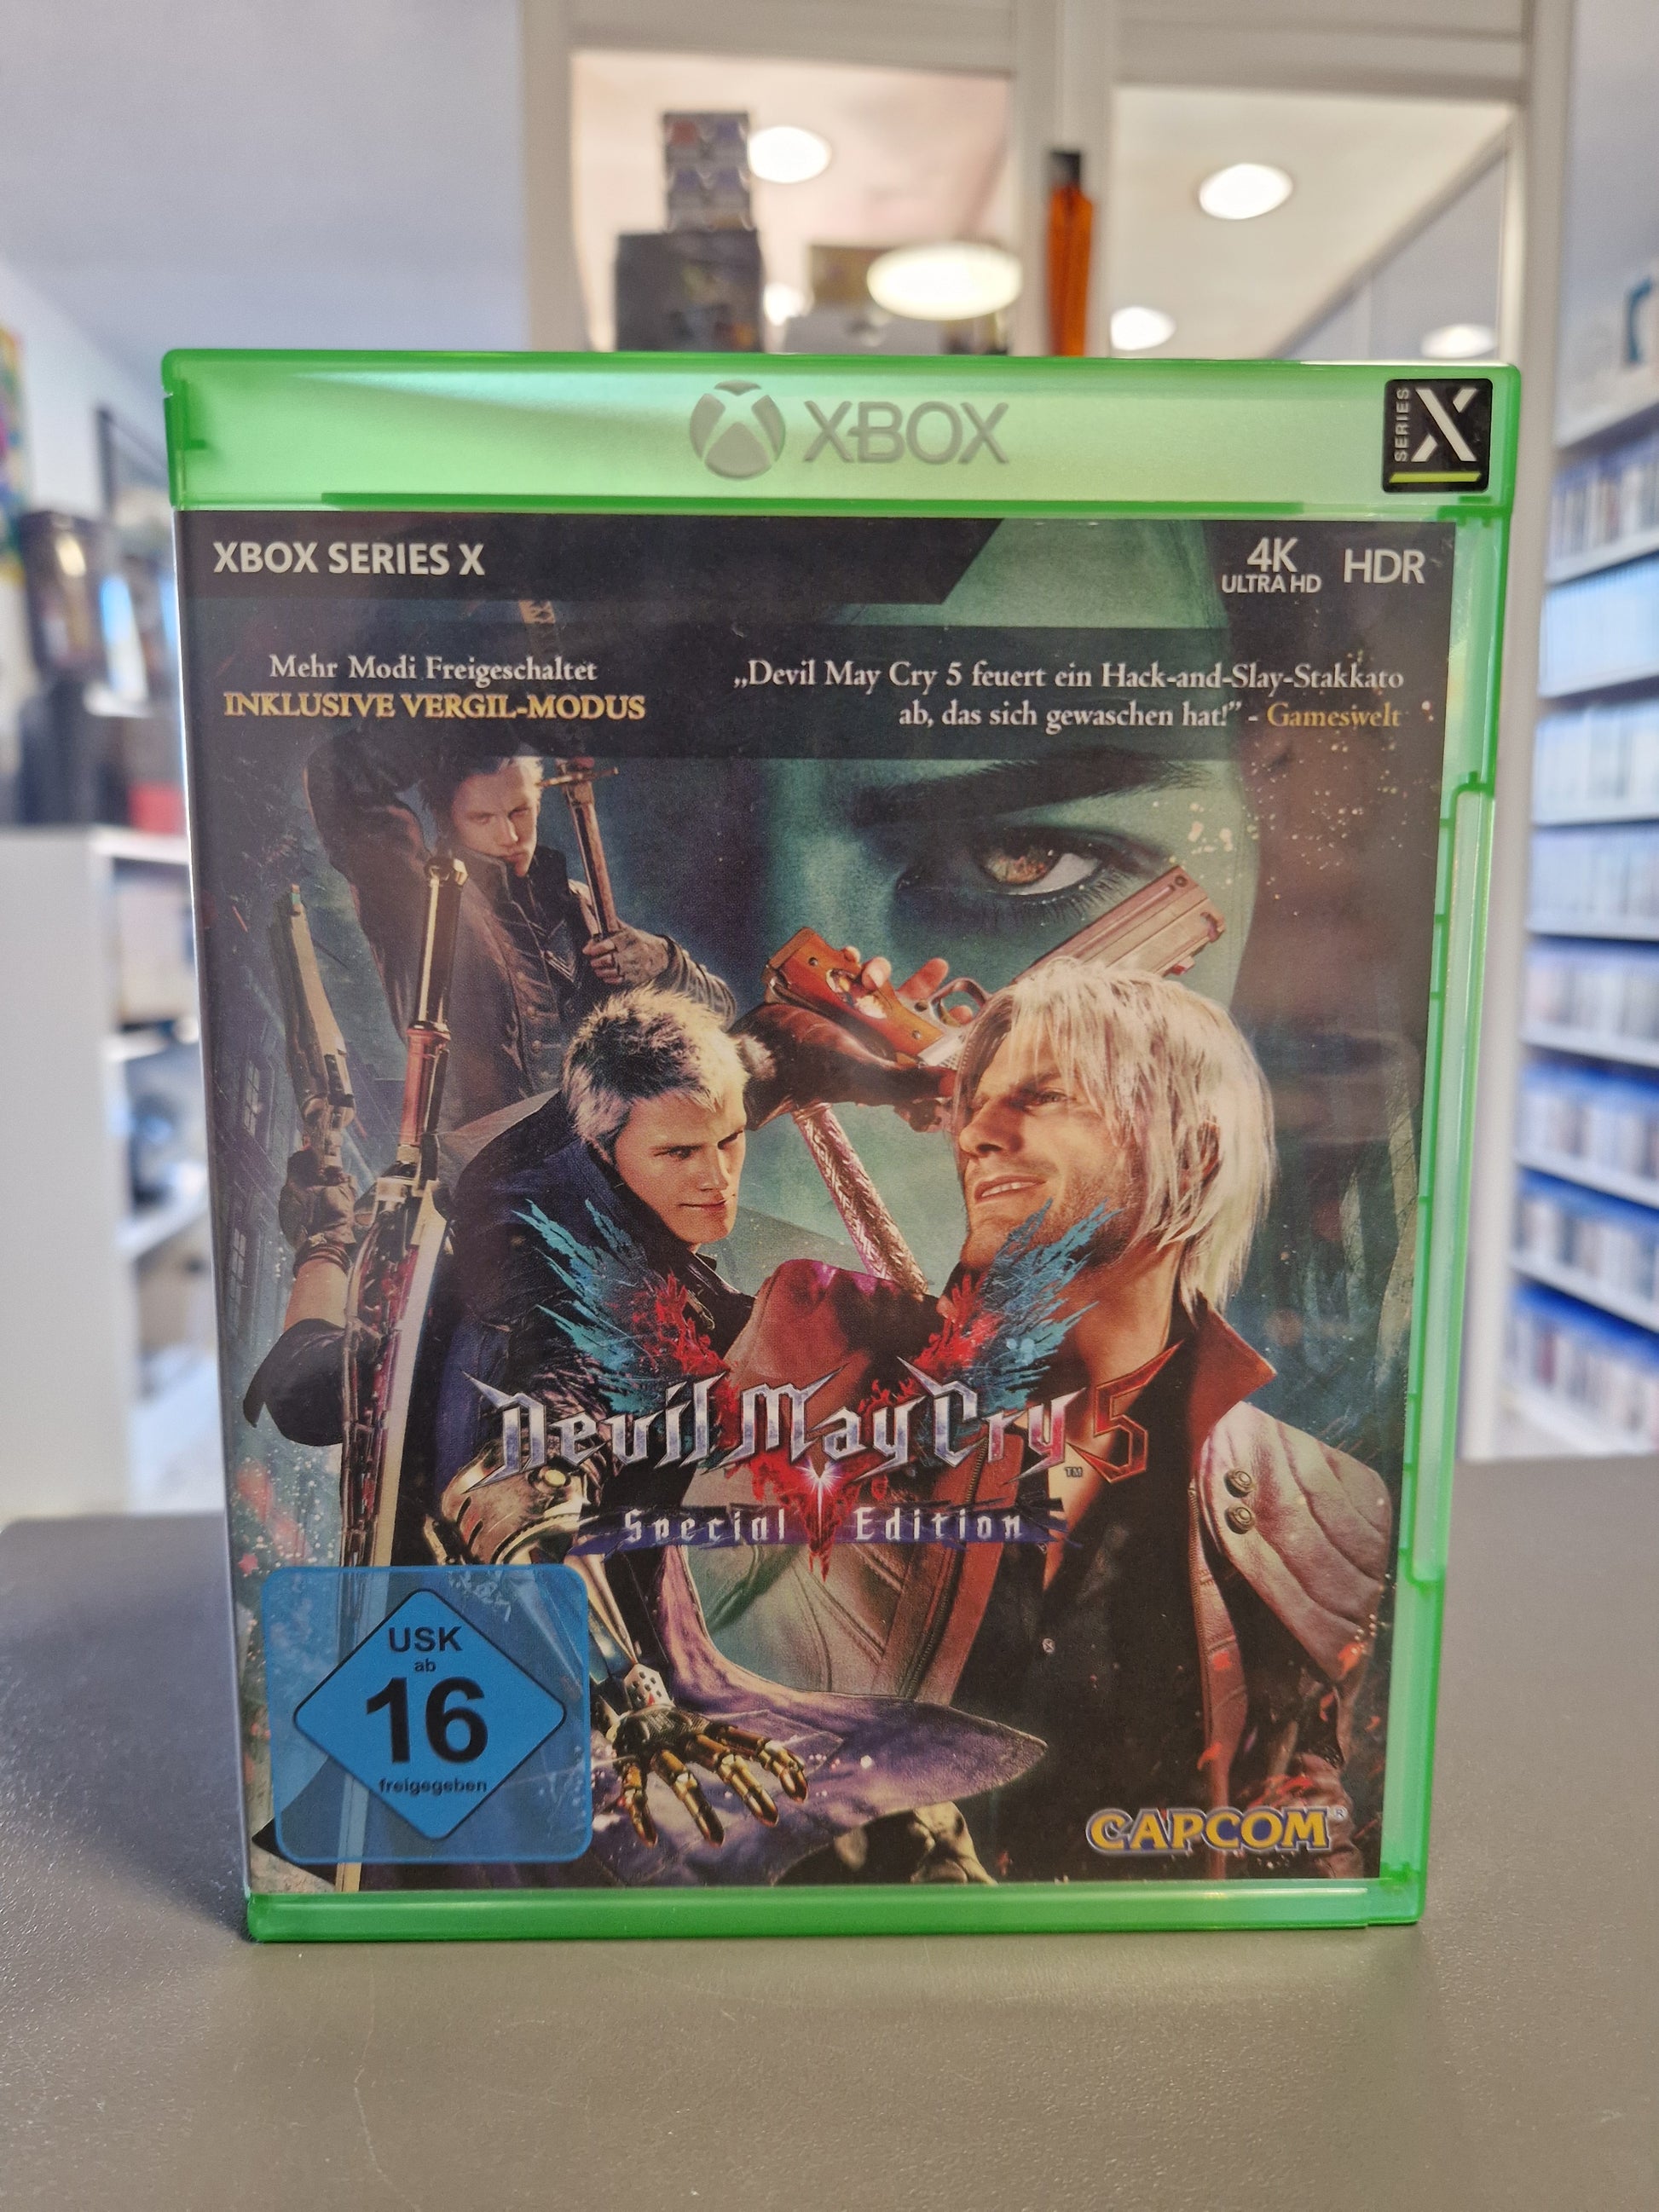 XBOX
SERIES X
XBOX SERIES X
4K
ULTRA HD
HDR
Mehr Modi Freigeschaltet
INKLUSIVE VERGIL-MODUS
„Devil May Cry 5 feuert ein Hack-and-Slay-Stakkato
ab, das sich gewaschen hat!” - Gameswelt
Devil May Cry 5 ™
Special Edition
USK
ab
16
freigegeben
CAPCOM®